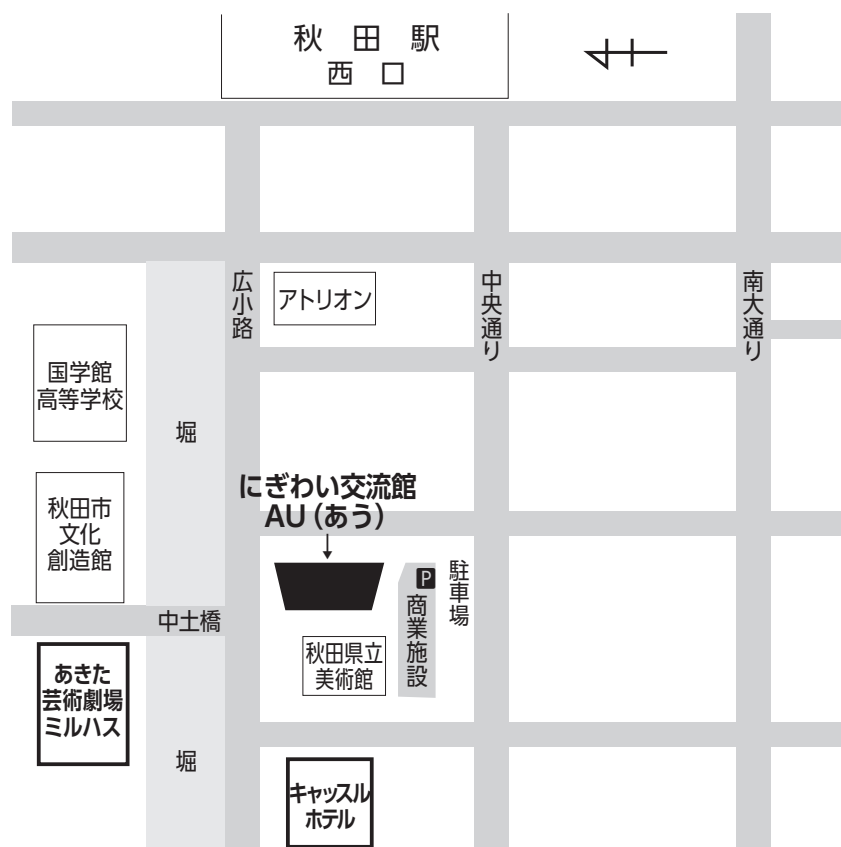 秋田駅
西口
広小路
アトリオン
中央通り
南大通り
国学館
高等学校
堀
にぎわい交流館
AU(あう)
秋田市
文化
創造館
P
駐車場
商業施設
中土橋
秋田県立
美術館
あきた
芸術劇場
ミルハス
堀
キャッスル
ホテル